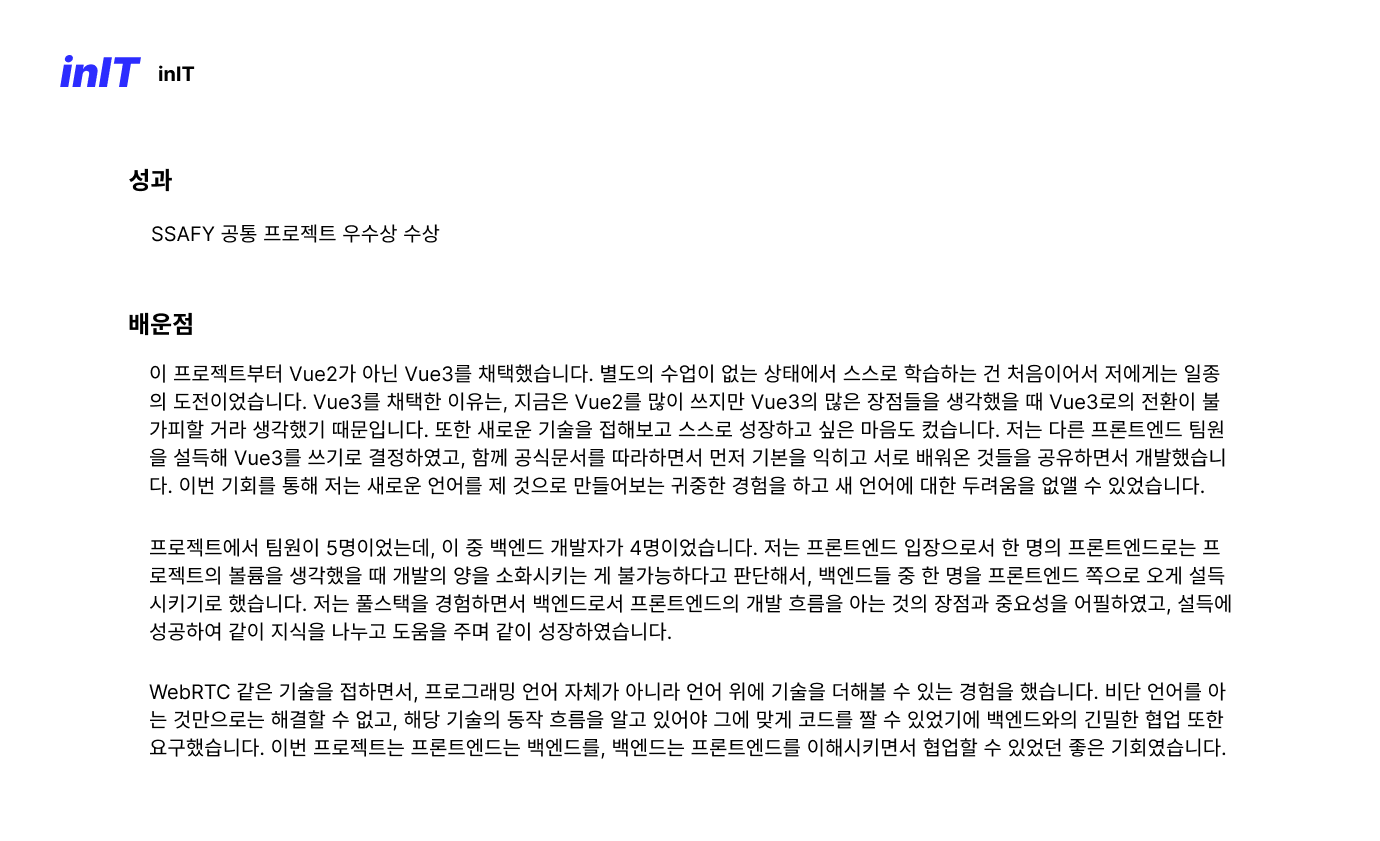 inIT inIT
성과
SSAFY 공통 프로젝트 우수상 수상
배운점
이 프로젝트부터 Vue2가 아닌 Vue3를 채택했습니다. 별도의 수업이 없는 상태에서 스스로 학습하는 건 처음이어서 저에게는 일종
의 도전이었습니다. Vue3를 채택한 이유는, 지금은 Vue2를 많이 쓰지만 Vue3의 많은 장점들을 생각했을 때 Vue3로의 전환이 불
가피할 거라 생각했기 때문입니다. 또한 새로운 기술을 접해보고 스스로 성장하고 싶은 마음도 컸습니다. 저는 다른 프론트엔드 팀원
을 설득해 Vue3를 쓰기로 결정하였고, 함께 공식문서를 따라하면서 먼저 기본을 익히고 서로 배워온 것들을 공유하면서 개발했습니
다. 이번 기회를 통해 저는 새로운 언어를 제 것으로 만들어보는 귀중한 경험을 하고 새 언어에 대한 두려움을 없앨 수 있었습니다.
프로젝트에서 팀원이 5명이었는데, 이 중 백엔드 개발자가 4명이었습니다. 저는 프론트엔드 입장으로서 한 명의 프론트엔드로는 프
로젝트의 볼륨을 생각했을 때 개발의 양을 소화시키는 게 불가능하다고 판단해서, 백엔드들 중 한 명을 프론트엔드 쪽으로 오게 설득
시키기로 했습니다. 저는 풀스택을 경험하면서 백엔드로서 프론트엔드의 개발 흐름을 아는 것의 장점과 중요성을 어필하였고, 설득에
성공하여 같이 지식을 나누고 도움을 주며 같이 성장하였습니다.
WebRTC 같은 기술을 접하면서, 프로그래밍 언어 자체가 아니라 언어 위에 기술을 더해볼 수 있는 경험을 했습니다. 비단 언어를 아
는 것만으로는 해결할 수 없고, 해당 기술의 동작 흐름을 알고 있어야 그에 맞게 코드를 짤 수 있었기에 백엔드와의 긴밀한 협업 또한
요구했습니다. 이번 프로젝트는 프론트엔드는 백엔드를, 백엔드는 프론트엔드를 이해시키면서 협업할 수 있었던 좋은 기회였습니다.